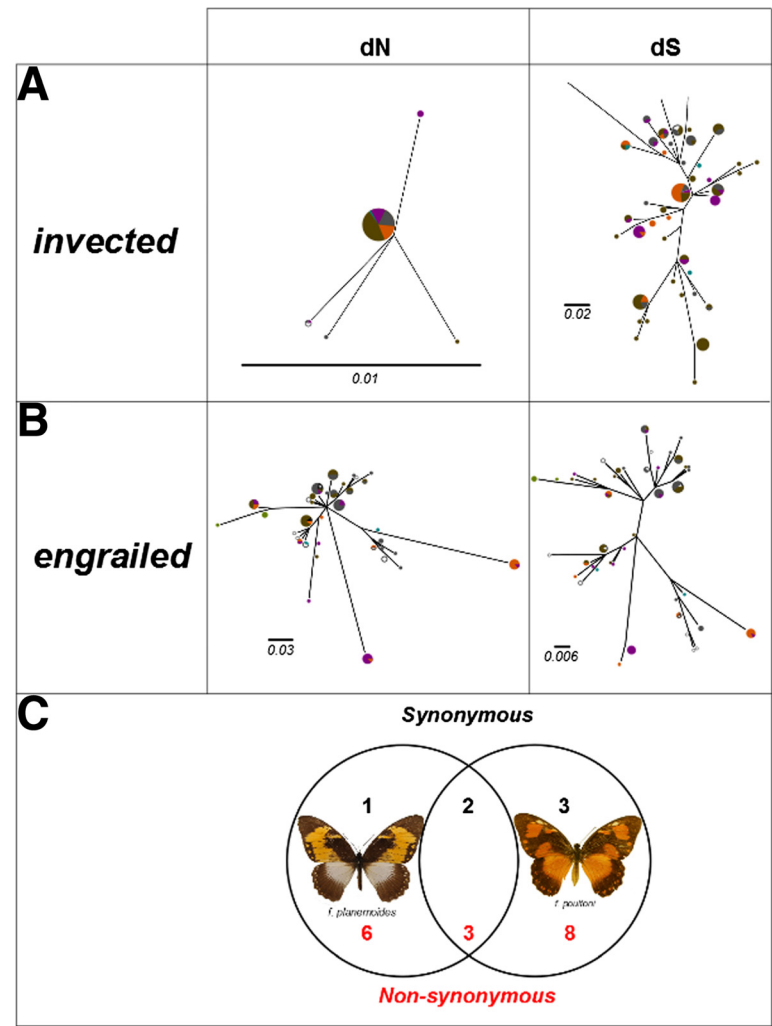 dN
dS
A
invected
0.01
0.02
B
engrailed
0.03
0.006
C
Synonymous
1
2
3
f. planemoides
f. poultoni
6
3
8
Non-synonymous